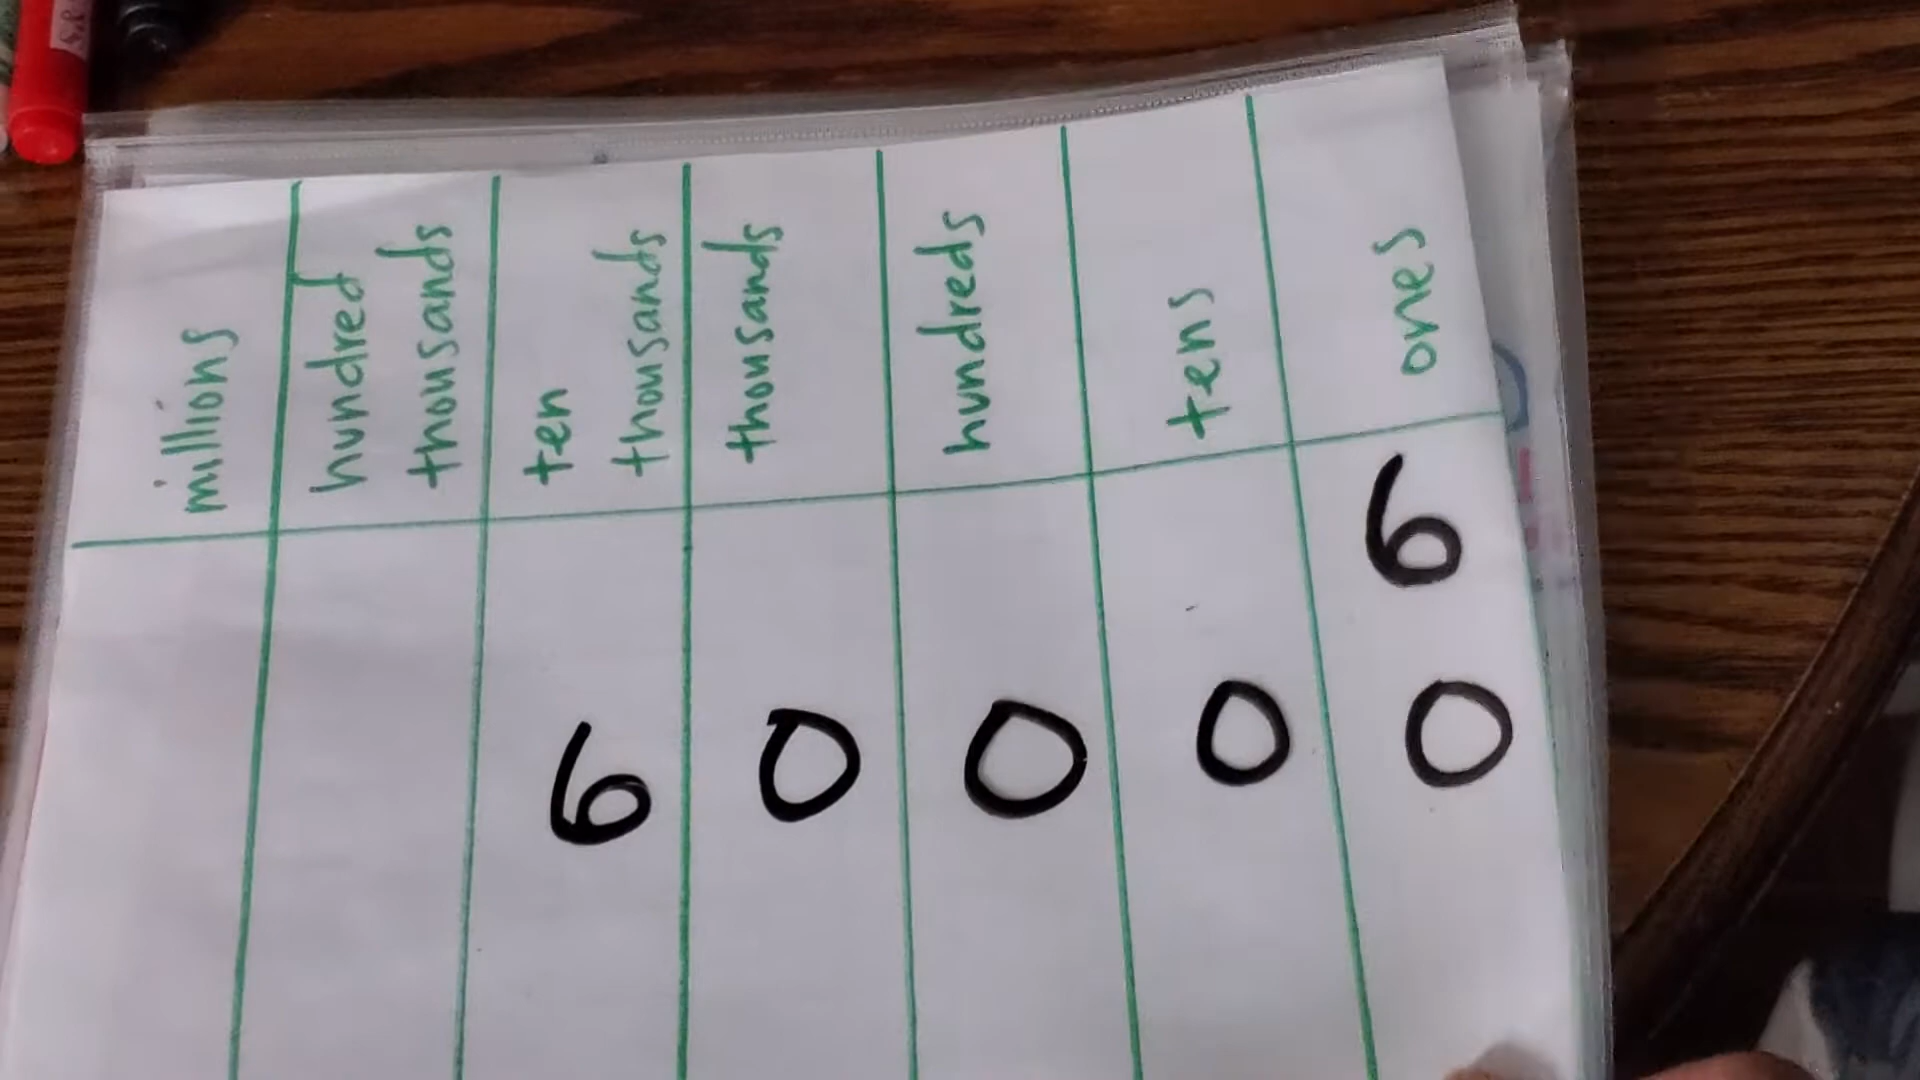 millions
hundred
thousands
ten
thousands
thousands
hundreds
tens
ones
6
6 0 0 0 0